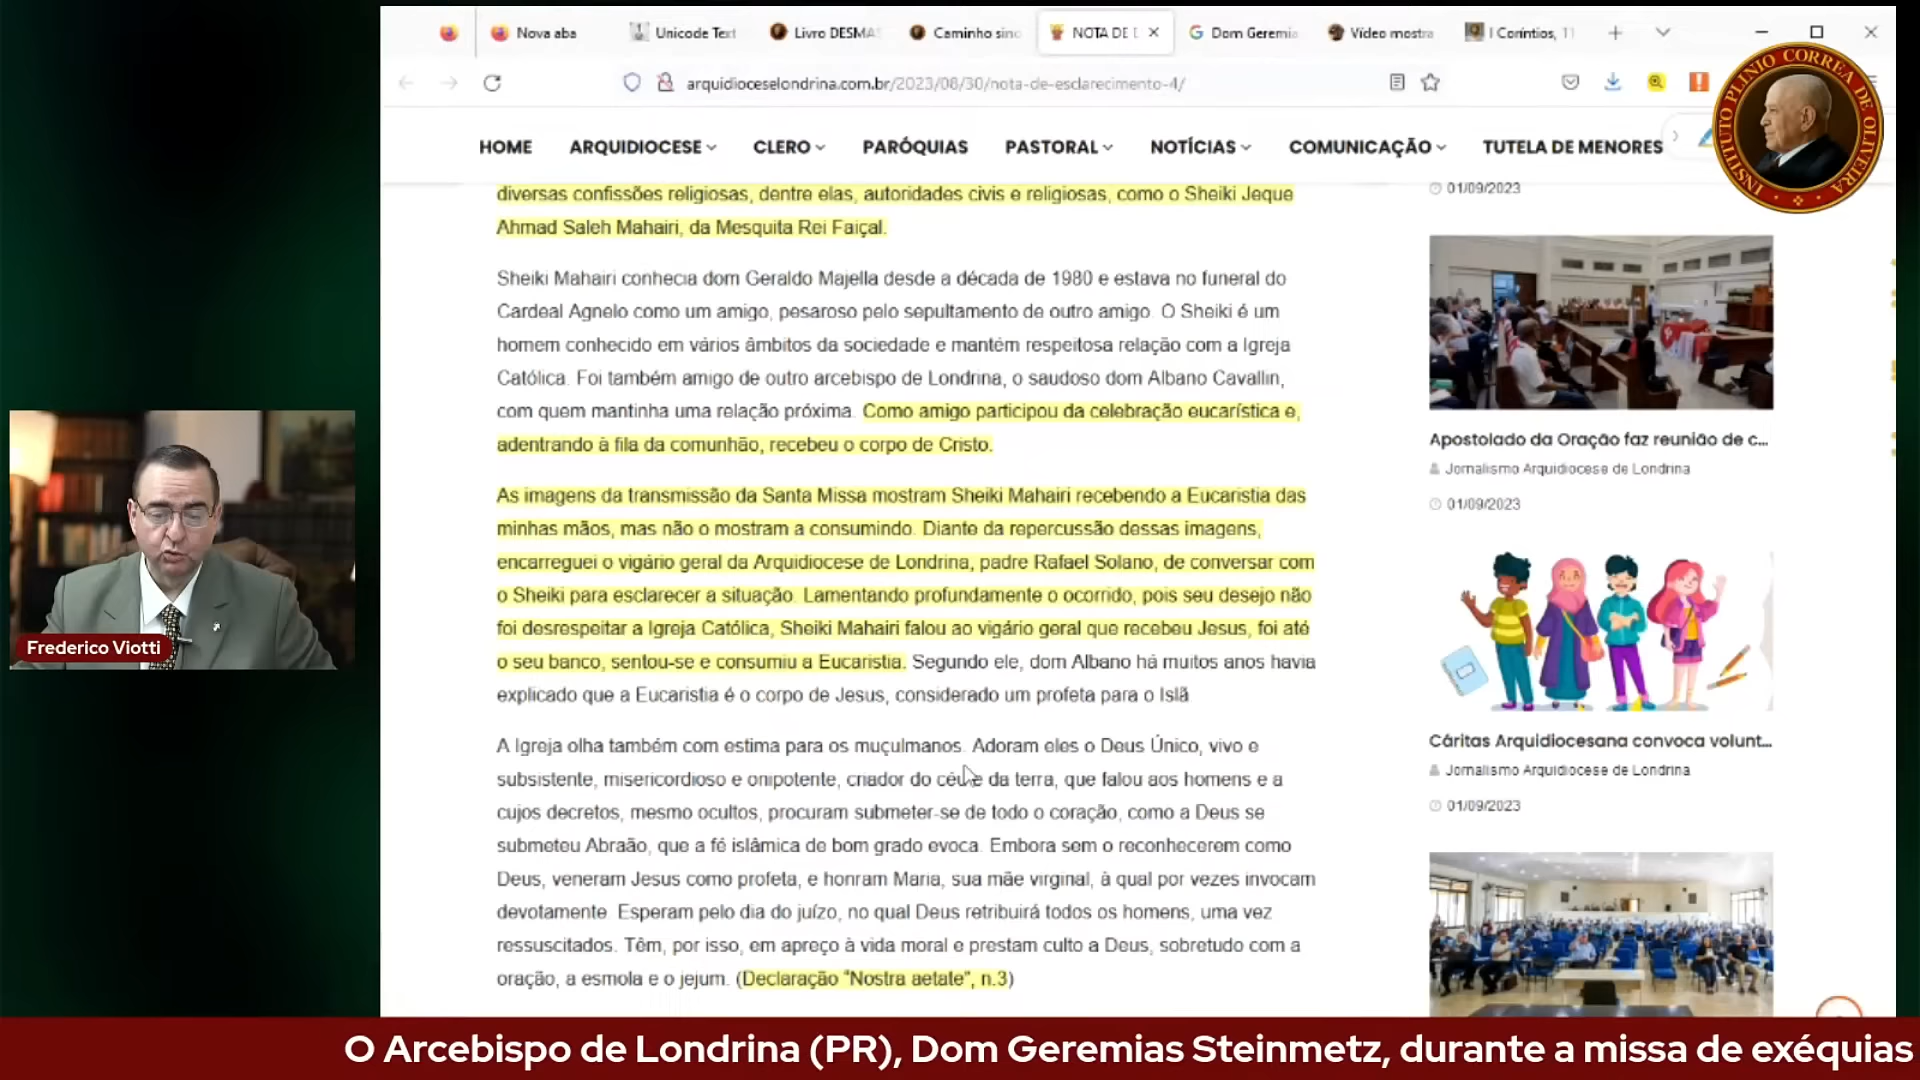 Nova aba
Unicode Text
Livro DESMAS
Caminho sino
NOTA DE E
Dom Geremia
Vídeo mostra
I Coríntios, 11
arquidioceselondrina.com.br/2023/08/30/nota-de-esclarecimento-4/
INSTITUTO PLINIO CORRÊA DE OLIVEIRA
HOME ARQUIDIOCESE CLERO PARÓQUIAS PASTORAL NOTÍCIAS COMUNICAÇÃO TUTELA DE MENORES
diversas confissões religiosas, dentre elas, autoridades civis e religiosas, como o Sheiki Jeque
Ahmad Saleh Mahairi, da Mesquita Rei Faiçal.
Sheiki Mahairi conhecia dom Geraldo Majella desde a década de 1980 e estava no funeral do
Cardeal Agnelo como um amigo, pesaroso pelo sepultamento de outro amigo. O Sheiki é um
homem conhecido em vários âmbitos da sociedade e mantém respeitosa relação com a Igreja
Católica. Foi também amigo de outro arcebispo de Londrina, o saudoso dom Albano Cavallin,
com quem mantinha uma relação próxima. Como amigo participou da celebração eucarística e,
adentrando à fila da comunhão, recebeu o corpo de Cristo.
As imagens da transmissão da Santa Missa mostram Sheiki Mahairi recebendo a Eucaristia das
minhas mãos, mas não o mostram a consumindo. Diante da repercussão dessas imagens,
encarreguei o vigário geral da Arquidiocese de Londrina, padre Rafael Solano, de conversar com
o Sheiki para esclarecer a situação. Lamentando profundamente o ocorrido, pois seu desejo não
foi desrespeitar a Igreja Católica, Sheiki Mahairi falou ao vigário geral que recebeu Jesus, foi até
o seu banco, sentou-se e consumiu a Eucaristia. Segundo ele, dom Albano há muitos anos havia
explicado que a Eucaristia é o corpo de Jesus, considerado um profeta para o Islã
A Igreja olha também com estima para os muçulmanos. Adoram eles o Deus Único, vivo e
subsistente, misericordioso e onipotente, criador do céu e da terra, que falou aos homens e a
cujos decretos, mesmo ocultos, procuram submeter-se de todo o coração, como a Deus se
submeteu Abraão, que a fé islâmica de bom grado evoca. Embora sem o reconhecerem como
Deus, veneram Jesus como profeta, e honram Maria, sua mãe virginal, à qual por vezes invocam
devotamente. Esperam pelo dia do juízo, no qual Deus retribuirá todos os homens, uma vez
ressuscitados. Têm, por isso, em apreço à vida moral e prestam culto a Deus, sobretudo com a
oração, a esmola e o jejum. (Declaração "Nostra aetate", n.3)
01/09/2023
Apostolado da Oração faz reunião de c...
Jornalismo Arquidiocese de Londrina
01/09/2023
Cáritas Arquidiocesana convoca volunt...
Jornalismo Arquidiocese de Londrina
01/09/2023
Frederico Viotti
O Arcebispo de Londrina (PR), Dom Geremias Steinmetz, durante a missa de exéquias